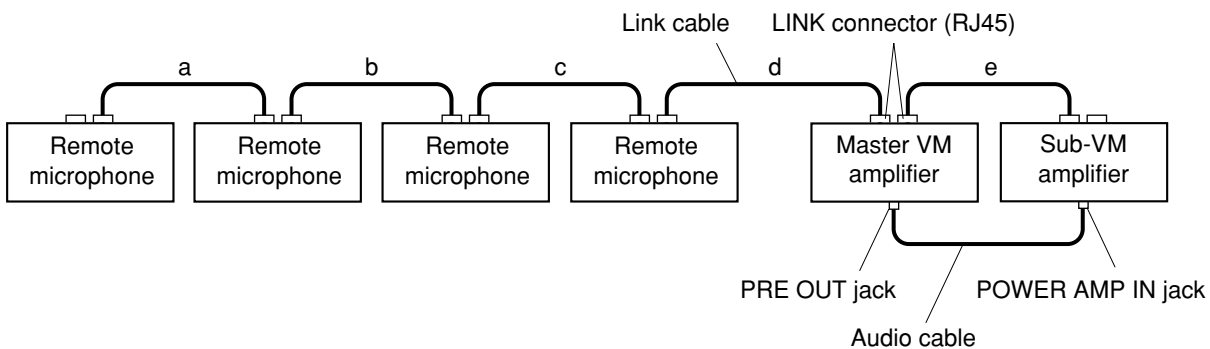 Link cable
LINK connector (RJ45)
a
b
c
d
e
Remote
microphone
Remote
microphone
Remote
microphone
Remote
microphone
Master VM
amplifier
Sub-VM
amplifier
PRE OUT jack
POWER AMP IN jack
Audio cable